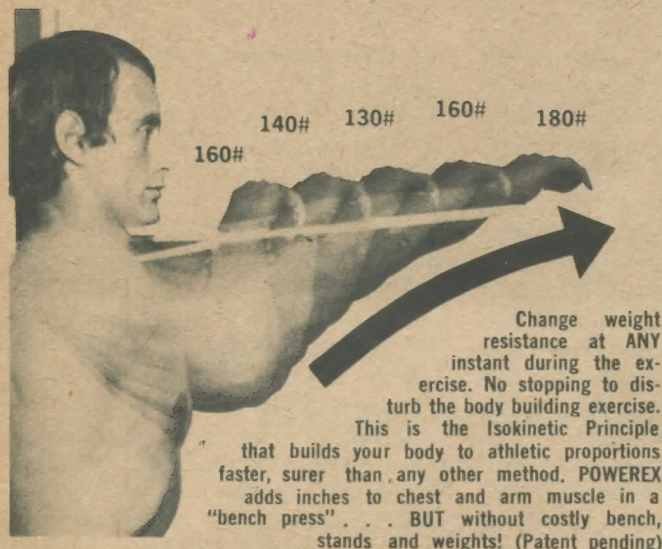 160# 140# 130# 160# 180#
Change weight
resistance at ANY
instant during the ex-
ercise. No stopping to dis-
turb the body building exercise.
This is the Isokinetic Principle
that builds your body to athletic proportions
faster, surer than any other method. POWEREX
adds inches to chest and arm muscle in a
"bench press" . . . BUT without costly bench,
stands and weights! (Patent pending)